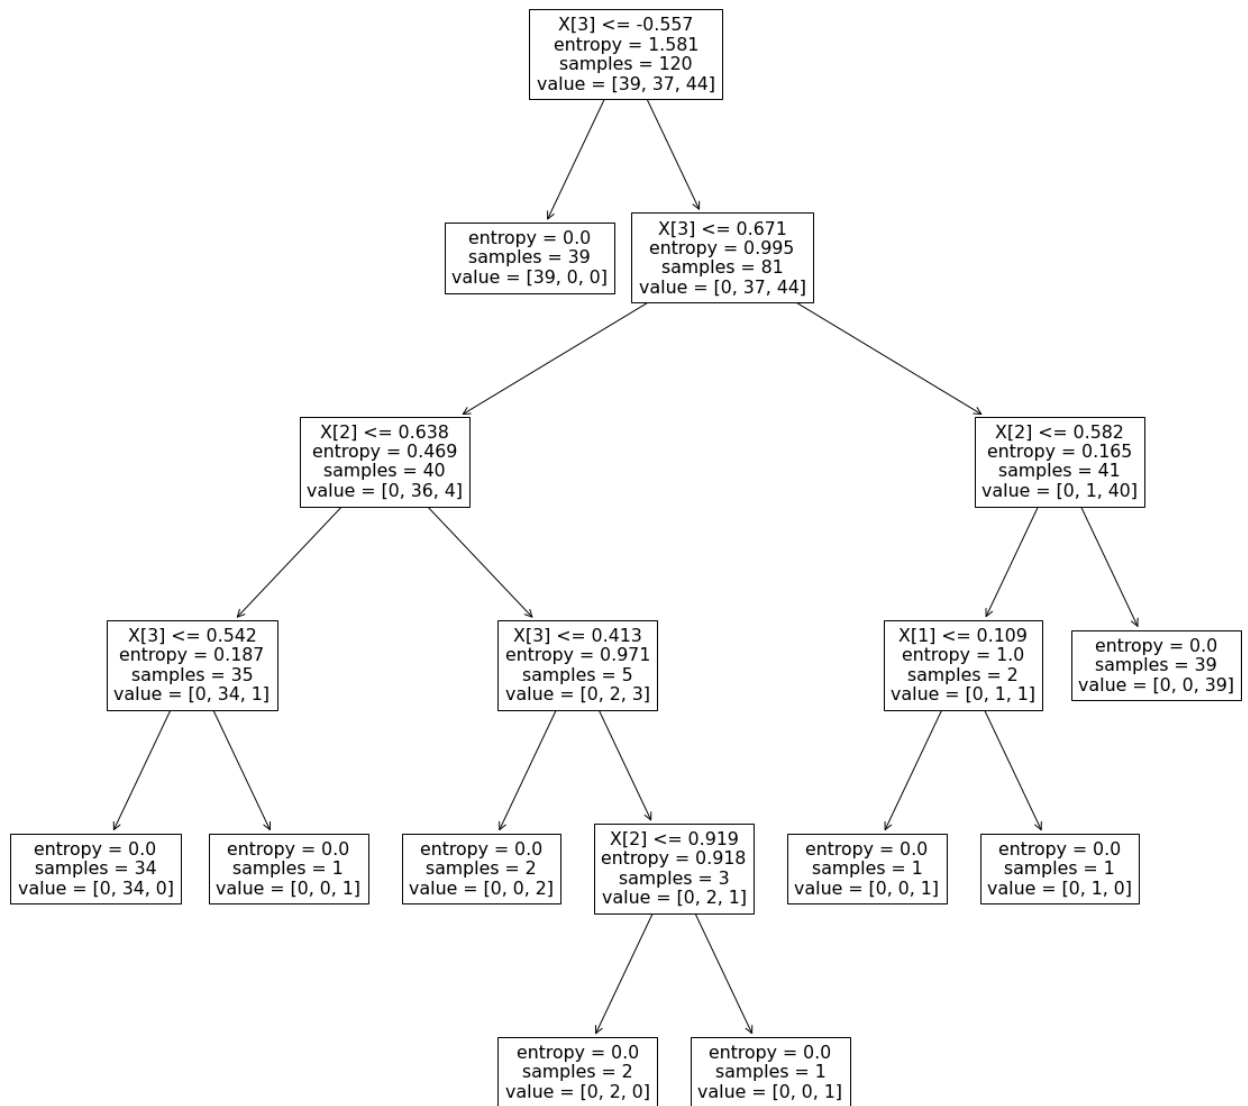 X[3] <= -0.557
entropy = 1.581
samples = 120
value = [39, 37, 44]
entropy = 0.0
samples = 39
value = [39, 0, 0]
X[3] <= 0.671
entropy = 0.995
samples = 81
value = [0, 37, 44]
X[2] <= 0.638
entropy = 0.469
samples = 40
value = [0, 36, 4]
X[2] <= 0.582
entropy = 0.165
samples = 41
value = [0, 1, 40]
X[3] <= 0.542
entropy = 0.187
samples = 35
value = [0, 34, 1]
X[3] <= 0.413
entropy = 0.971
samples = 5
value = [0, 2, 3]
X[1] <= 0.109
entropy = 1.0
samples = 2
value = [0, 1, 1]
entropy = 0.0
samples = 39
value = [0, 0, 39]
entropy = 0.0
samples = 34
value = [0, 34, 0]
entropy = 0.0
samples = 1
value = [0, 0, 1]
entropy = 0.0
samples = 2
value = [0, 0, 2]
X[2] <= 0.919
entropy = 0.918
samples = 3
value = [0, 2, 1]
entropy = 0.0
samples = 1
value = [0, 0, 1]
entropy = 0.0
samples = 1
value = [0, 1, 0]
entropy = 0.0
samples = 2
value = [0, 2, 0]
entropy = 0.0
samples = 1
value = [0, 0, 1]